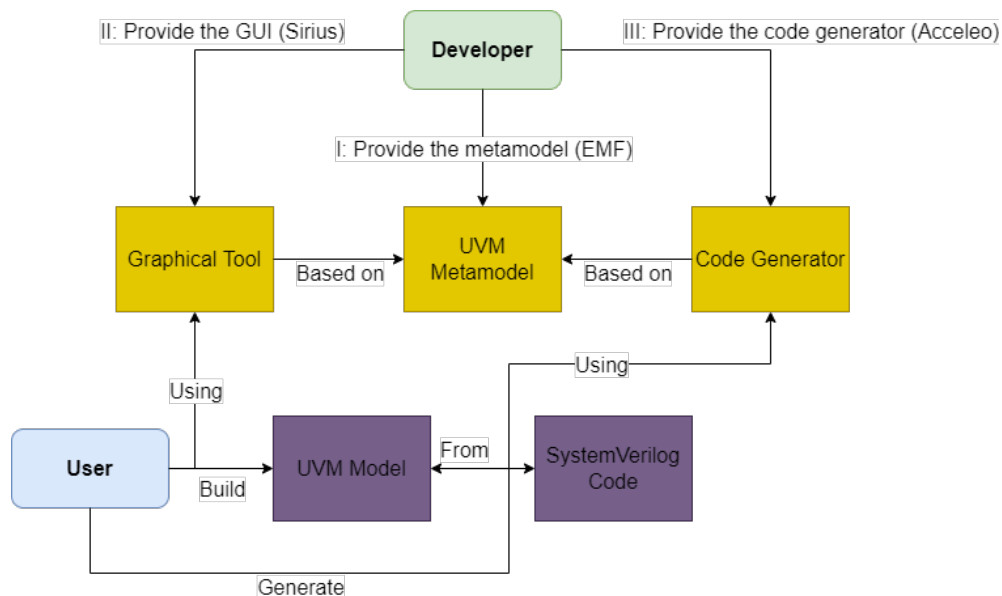 II: Provide the GUI (Sirius)
Developer
III: Provide the code generator (Acceleo)
I: Provide the metamodel (EMF)
Graphical Tool
Based on
UVM
Metamodel
Based on
Code Generator
Using
Using
User
Build
UVM Model
From
SystemVerilog
Code
Generate